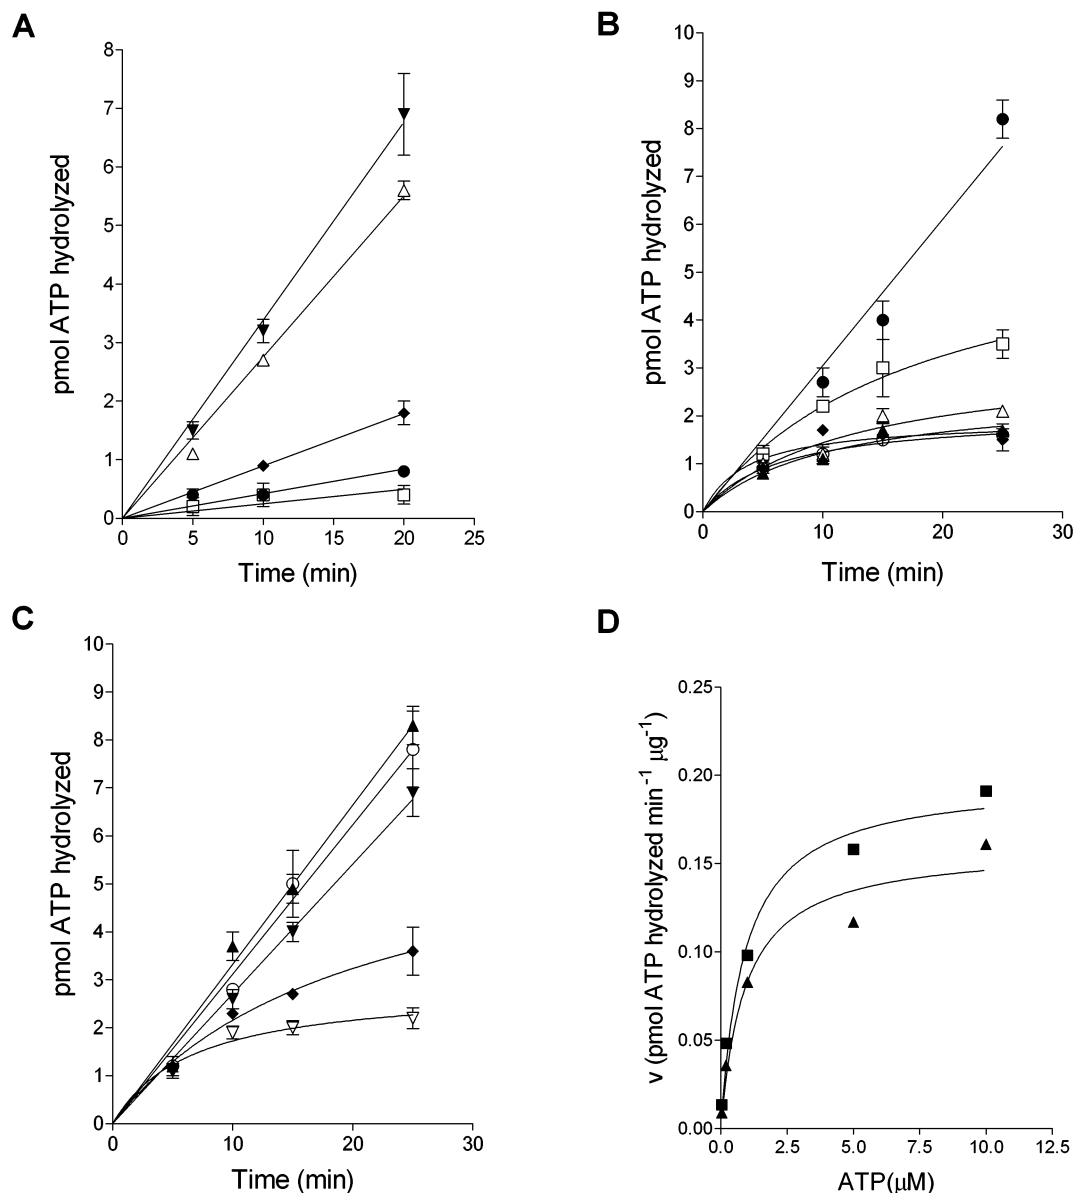 A
pmol ATP hydrolyzed
8
7
6
5
4
3
2
1
0
0 5 10 15 20 25
Time (min)
B
pmol ATP hydrolyzed
10
9
8
7
6
5
4
3
2
1
0
0 10 20 30
Time (min)
C
pmol ATP hydrolyzed
10
9
8
7
6
5
4
3
2
1
0
0 10 20 30
Time (min)
D
v (pmol ATP hydrolyzed min⁻¹ µg⁻¹)
0.25
0.20
0.15
0.10
0.05
0.00
0.0 2.5 5.0 7.5 10.0 12.5
ATP(µM)